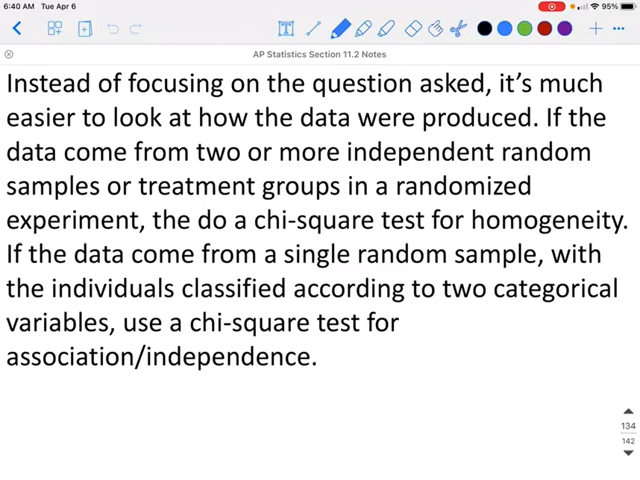 6:40 AM Tue Apr 6 95%
AP Statistics Section 11.2 Notes
Instead of focusing on the question asked, it's much
easier to look at how the data were produced. If the
data come from two or more independent random
samples or treatment groups in a randomized
experiment, the do a chi-square test for homogeneity.
If the data come from a single random sample, with
the individuals classified according to two categorical
variables, use a chi-square test for
association/independence.
134
142